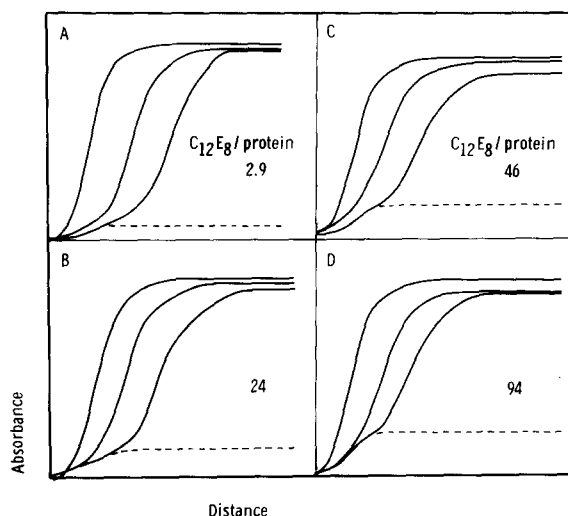 A
C₁₂E₈/ protein
2.9
C
C₁₂E₈/ protein
46
B
24
D
94
Absorbance
Distance